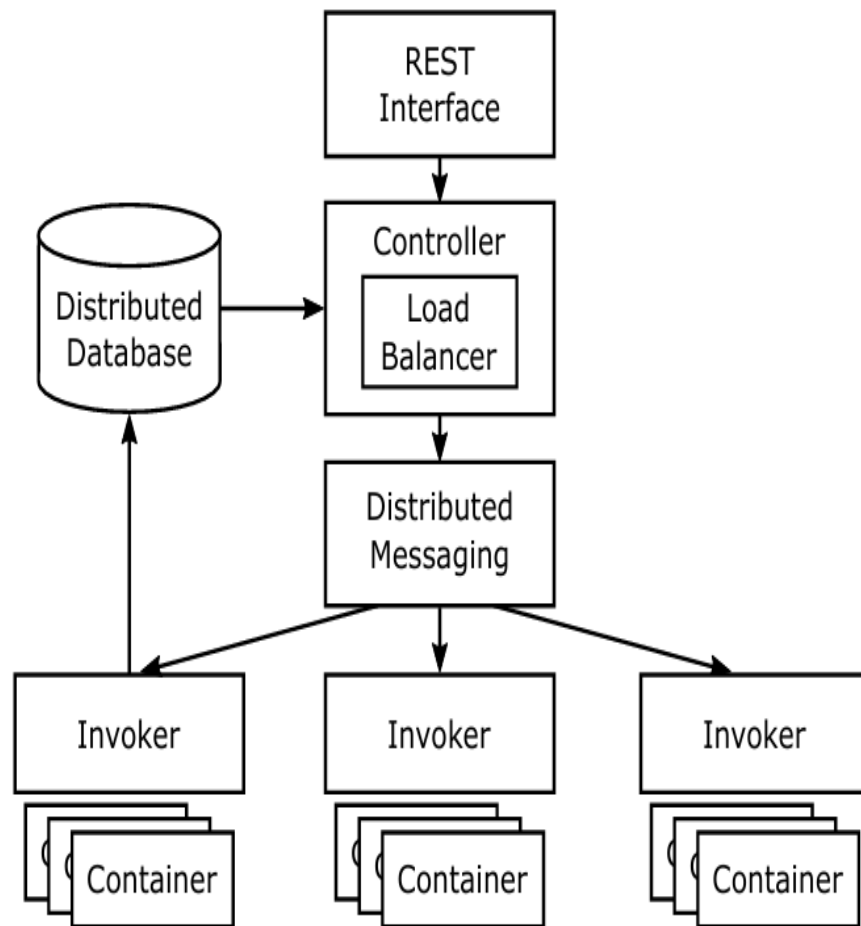 REST
Interface
Controller
Load
Balancer
Distributed
Database
Distributed
Messaging
Invoker
Invoker
Invoker
Container
Container
Container